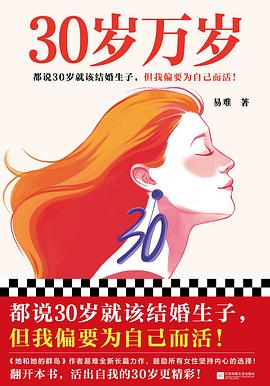 30岁万岁
都说30岁就该结婚生子，但我偏要为自己而活！
易难 著
30
都说30岁就该结婚生子，
但我偏要为自己而活！
《她和她的群岛》作者易难全新长篇力作，鼓励所有女性坚持内心的选择！
翻开本书，活出自我的30岁更精彩！